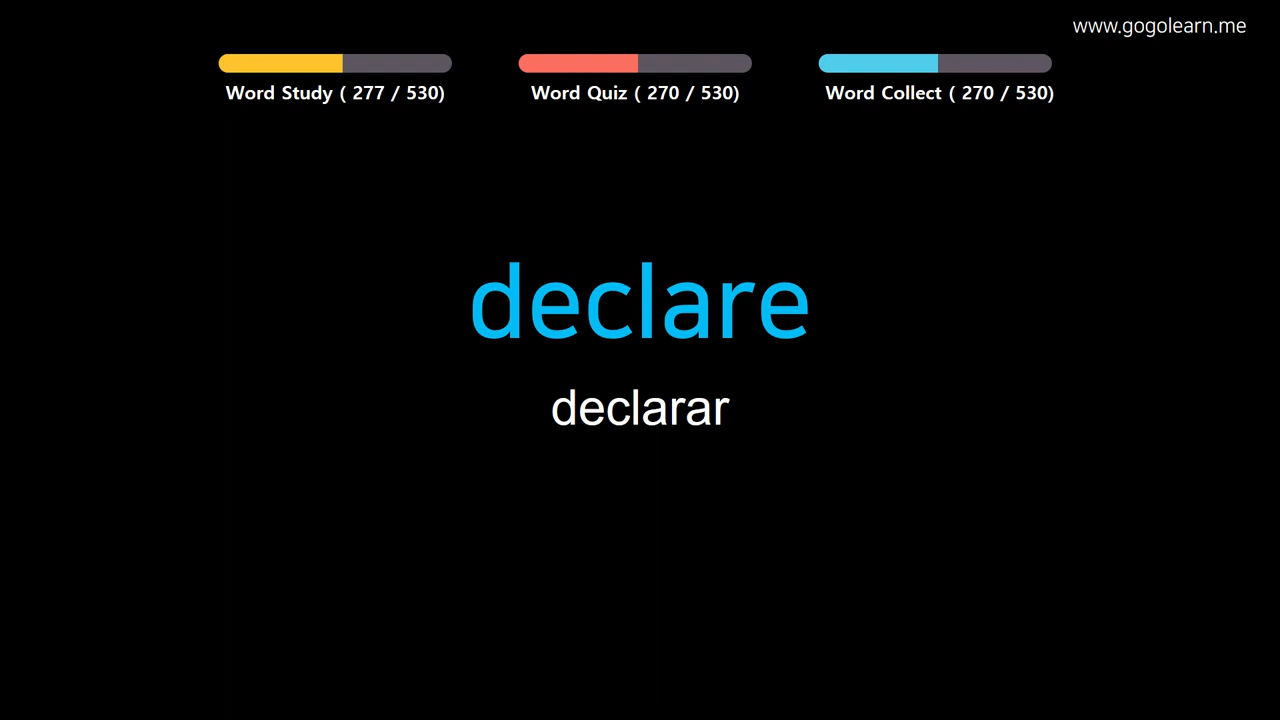 www.gogolearn.me
Word Study ( 277 / 530)
Word Quiz ( 270 / 530)
Word Collect ( 270 / 530)
declare
declarar